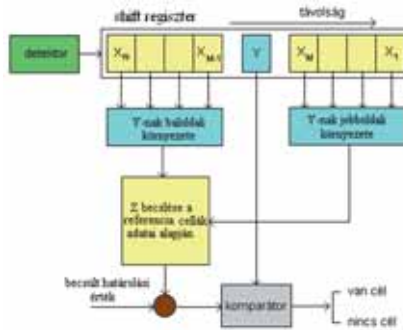 shift regiszter
távolság
detektor
X_N
X_M-1
Y
X_M
X_1
Y-nak baloldali
környezete
Y-nak jobboldali
környezete
Z becslése a
referencia cellák
adatai alapján
becsült határolási
érték
komparátor
van cél
nincs cél